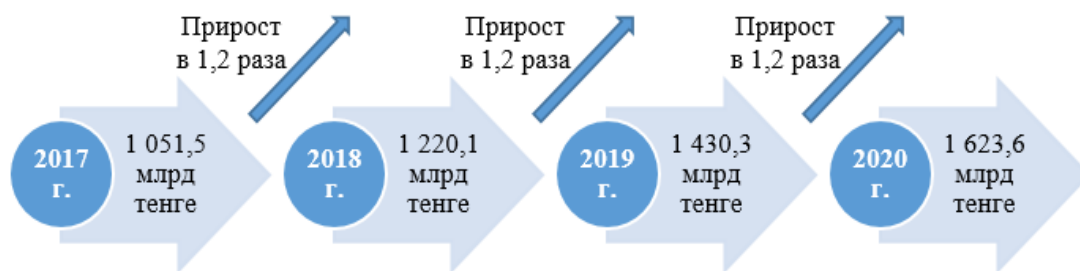 Прирост
в 1,2 раза
Прирост
в 1,2 раза
Прирост
в 1,2 раза
2017
г.
1 051,5
млрд
тенге
2018
г.
1 220,1
млрд
тенге
2019
г.
1 430,3
млрд
тенге
2020
г.
1 623,6
млрд
тенге